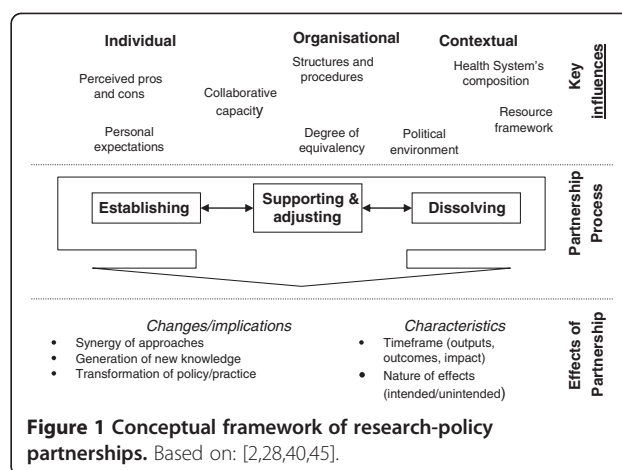 Individual
Organisational
Contextual
Structures and
procedures
Health System's
composition
Perceived pros
and cons
Collaborative
capacity
Resource
framework
Personal
expectations
Degree of
equivalency
Political
environment
Key
influences
Establishing
Supporting &
adjusting
Dissolving
Partnership
Process
Changes/implications
• Synergy of approaches
• Generation of new knowledge
• Transformation of policy/practice
Characteristics
• Timeframe (outputs,
outcomes, impact)
• Nature of effects
(intended/unintended)
Effects of
Partnership
Figure 1 Conceptual framework of research-policy
partnerships. Based on: [2,28,40,45].